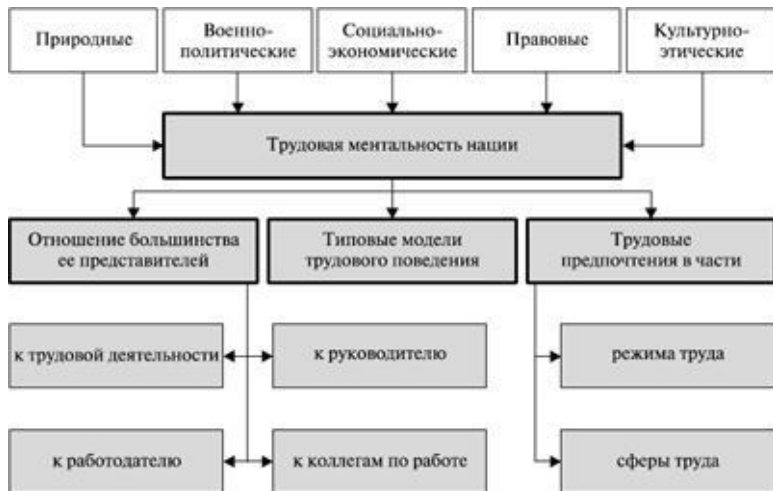 Природные
Военно-
политические
Социально-
экономические
Правовые
Культурно-
этические
Трудовая ментальность нации
Отношение большинства
ее представителей
Типовые модели
трудового поведения
Трудовые
предпочтения в части
к трудовой деятельности
к руководителю
режима труда
к работодателю
к коллегам по работе
сферы труда